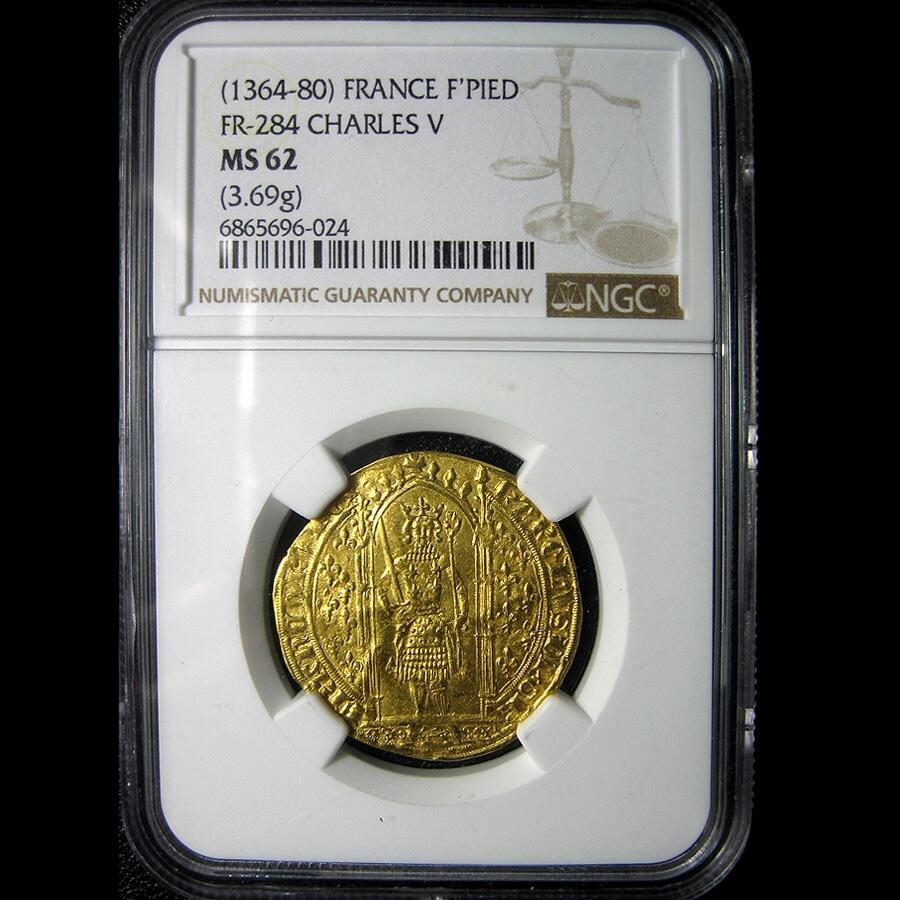 (1364-80) FRANCE F'PIED
FR-284 CHARLES V
MS 62
(3.69g)
6865696-024
NUMISMATIC GUARANTY COMPANY NGC®